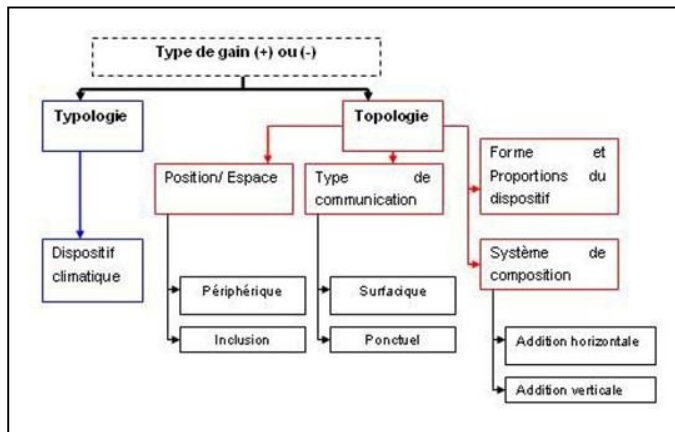 Type de gain (+) ou (-)
Typologie
Topologie
Position/ Espace
Type de
communication
Forme et
Proportions du
dispositif
Dispositif
climatique
Système de
composition
Périphérique
Surfacique
Inclusion
Ponctuel
Addition horizontale
Addition verticale